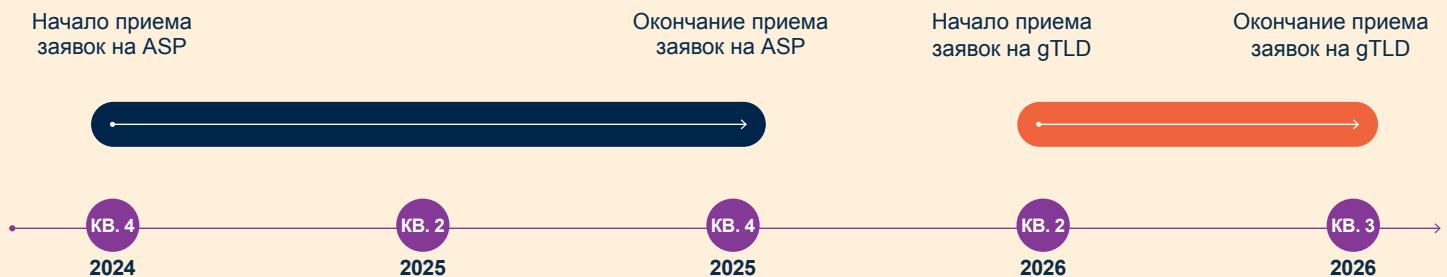 Начало приема
заявок на ASP
Окончание приема
заявок на ASP
Начало приема
заявок на gTLD
Окончание приема
заявок на gTLD
КВ. 4
КВ. 2
КВ. 4
КВ. 2
КВ. 3
2024
2025
2025
2026
2026